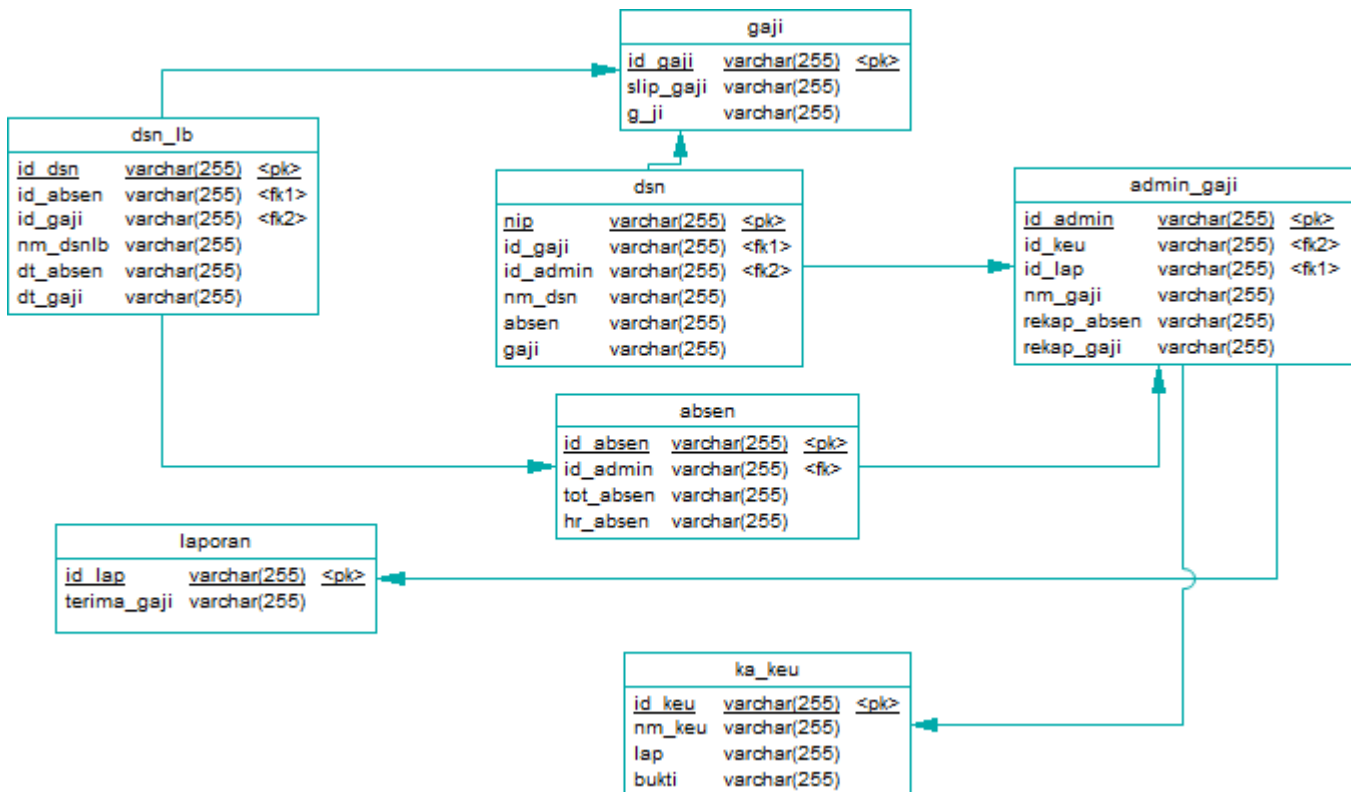 gaji
id_gaji varchar(255) <pk>
slip_gaji varchar(255)
g_ji varchar(255)
dsn_lb
id_dsn varchar(255) <pk>
id_absen varchar(255) <fk1>
id_gaji varchar(255) <fk2>
nm_dsnlb varchar(255)
dt_absen varchar(255)
dt_gaji varchar(255)
dsn
nip varchar(255) <pk>
id_gaji varchar(255) <fk1>
id_admin varchar(255) <fk2>
nm_dsn varchar(255)
absen varchar(255)
gaji varchar(255)
admin_gaji
id_admin varchar(255) <pk>
id_keu varchar(255) <fk2>
id_lap varchar(255) <fk1>
nm_gaji varchar(255)
rekap_absen varchar(255)
rekap_gaji varchar(255)
absen
id_absen varchar(255) <pk>
id_admin varchar(255) <fk>
tot_absen varchar(255)
hr_absen varchar(255)
laporan
id_lap varchar(255) <pk>
terima_gaji varchar(255)
ka_keu
id_keu varchar(255) <pk>
nm_keu varchar(255)
lap varchar(255)
bukti varchar(255)